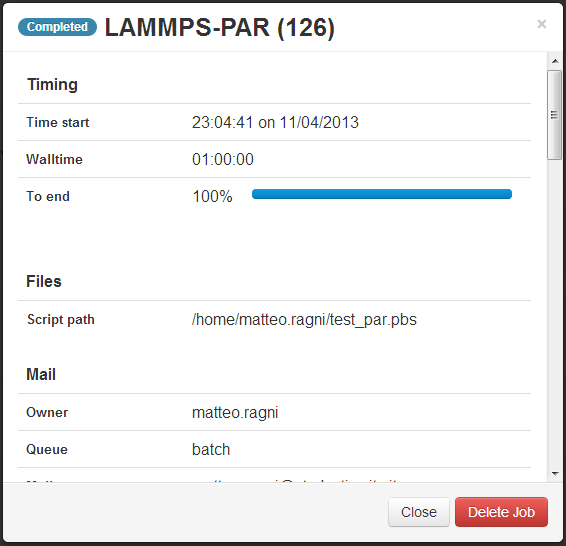 Completed LAMMPS-PAR (126) ×
Timing
Time start 23:04:41 on 11/04/2013
Walltime 01:00:00
To end 100%
Files
Script path /home/matteo.ragni/test_par.pbs
Mail
Owner matteo.ragni
Queue batch
Close Delete Job